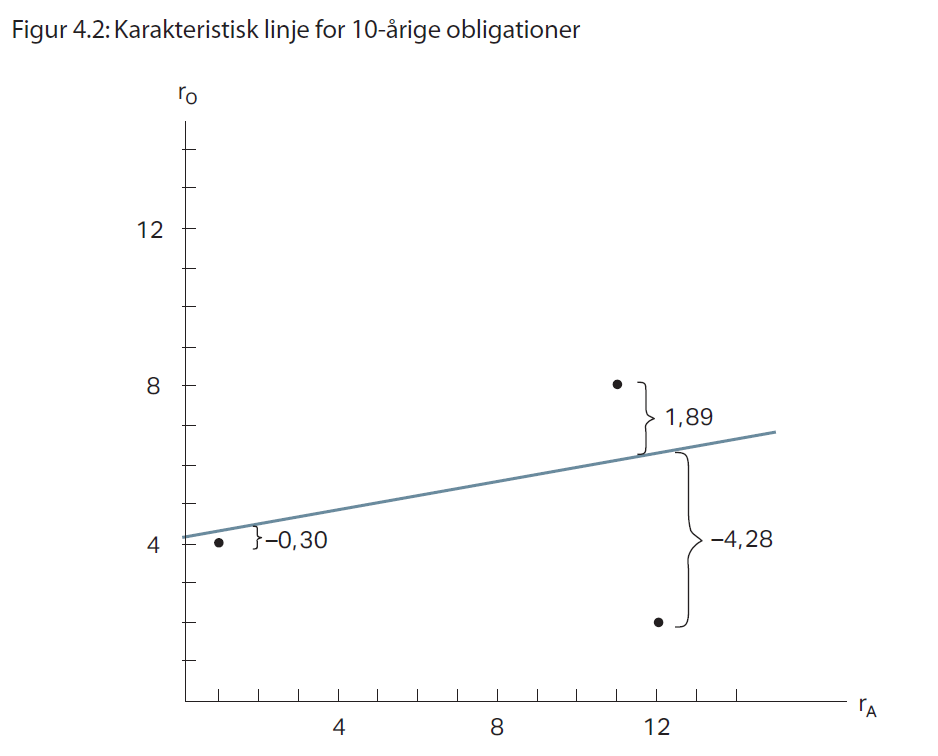 Figur 4.2: Karakteristisk linje for 10-årige obligationer
rO
12
8
1,89
4
–0,30
–4,28
rA
4 8 12